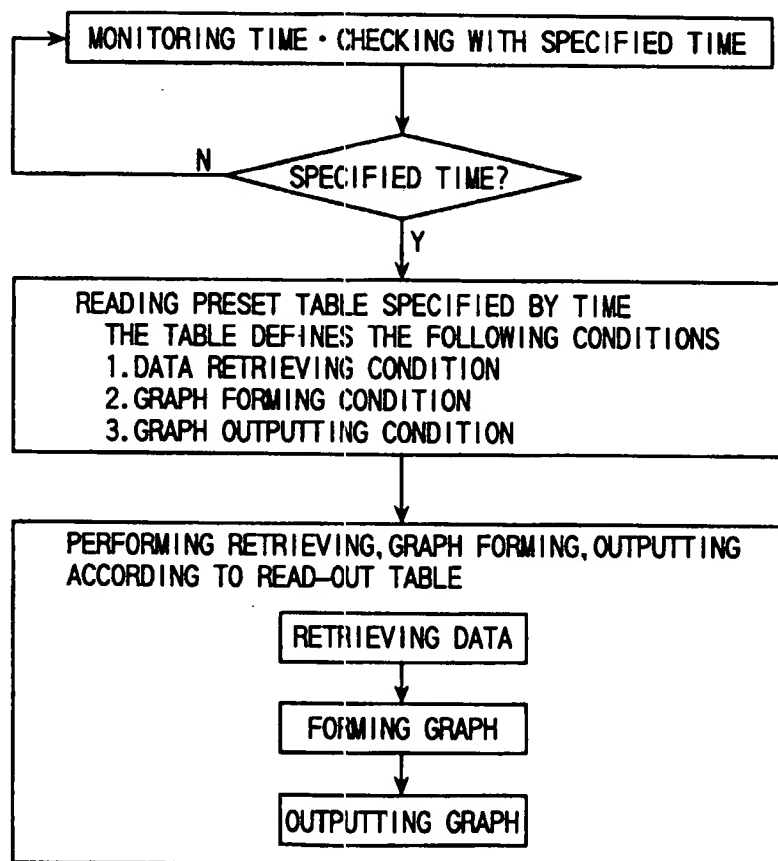 MONITORING TIME・CHECKING WITH SPECIFIED TIME
N
SPECIFIED TIME?
Y
READING PRESET TABLE SPECIFIED BY TIME
THE TABLE DEFINES THE FOLLOWING CONDITIONS
1.DATA RETRIEVING CONDITION
2.GRAPH FORMING CONDITION
3.GRAPH OUTPUTTING CONDITION
PERFORMING RETRIEVING,GRAPH FORMING,OUTPUTTING
ACCORDING TO READ-OUT TABLE
RETRIEVING DATA
FORMING GRAPH
OUTPUTTING GRAPH